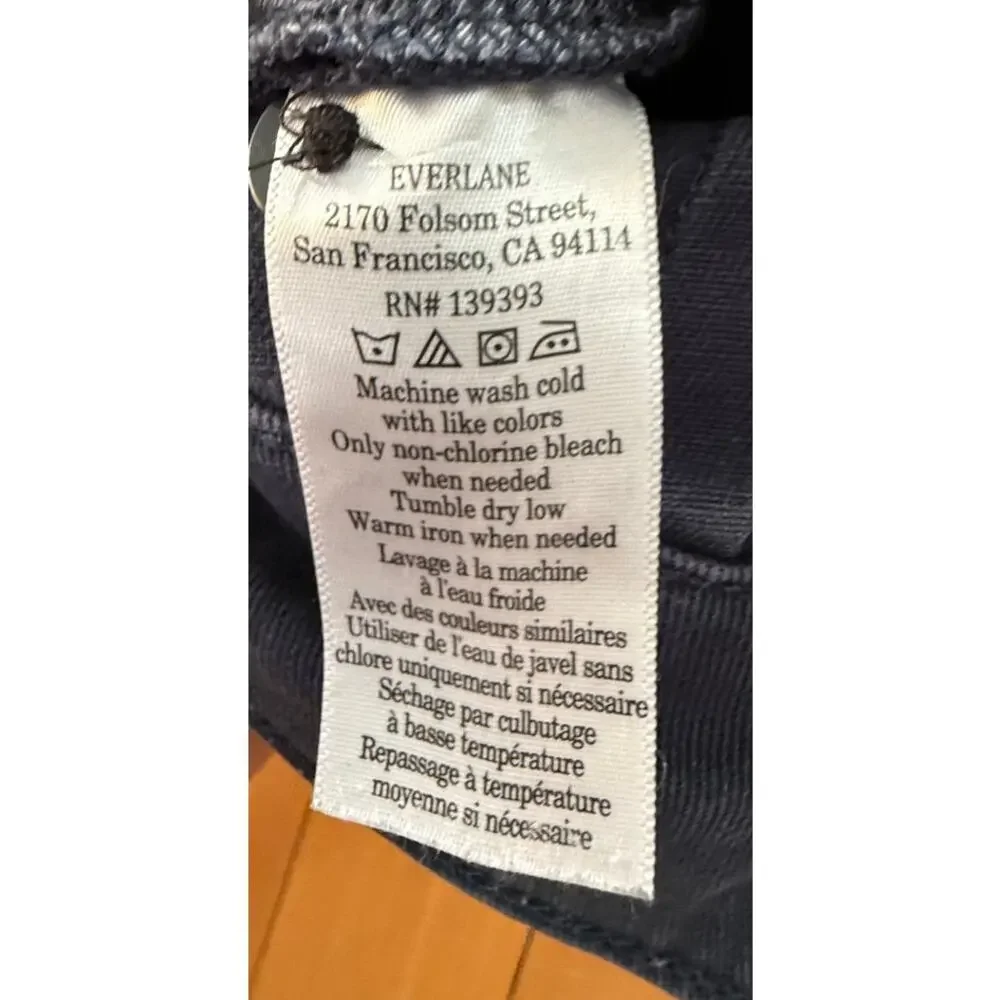 EVERLANE
2170 Folsom Street,
San Francisco, CA 94114
RN# 139393
Machine wash cold
with like colors
Only non-chlorine bleach
when needed
Tumble dry low
Warm iron when needed
Lavage à la machine
à l'eau froide
Avec des couleurs similaires
Utiliser de l'eau de javel sans
chlore uniquement si nécessaire
Séchage par culbutage
à basse température
Repassage à température
moyenne si nécessaire